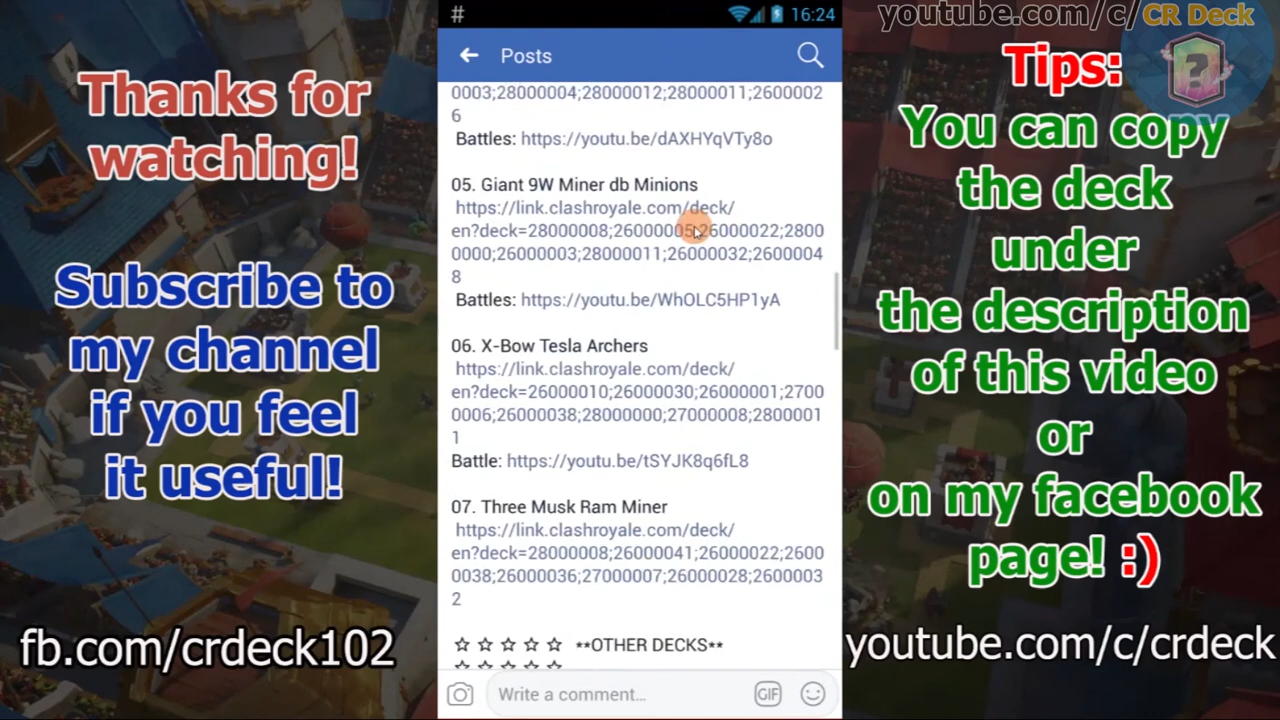 Thanks for
watching!
Subscribe to
my channel
if you feel
it useful!
fb.com/crdeck102
# 16:24
Posts
0003;28000004;28000012;28000011;2600002
6
Battles: https://youtu.be/dAXHYqVTy8o
05. Giant 9W Miner db Minions
https://link.clashroyale.com/deck/
en?deck=28000008;26000005;26000022;2800
0000;26000003;28000011;26000032;2600004
8
Battles: https://youtu.be/WhOLC5HP1yA
06. X-Bow Tesla Archers
https://link.clashroyale.com/deck/
en?deck=26000010;26000030;26000001;2700
0006;26000038;28000000;27000008;2800001
1
Battle: https://youtu.be/tSYJK8q6fL8
07. Three Musk Ram Miner
https://link.clashroyale.com/deck/
en?deck=28000008;26000041;26000022;2600
0038;26000036;27000007;26000028;2600003
2
☆ ☆ ☆ ☆ ☆ **OTHER DECKS**
Write a comment...
GIF
youtube.com/c/CR Deck
?
Tips:
You can copy
the deck
under
the description
of this video
or
on my facebook
page! :)
youtube.com/c/crdeck